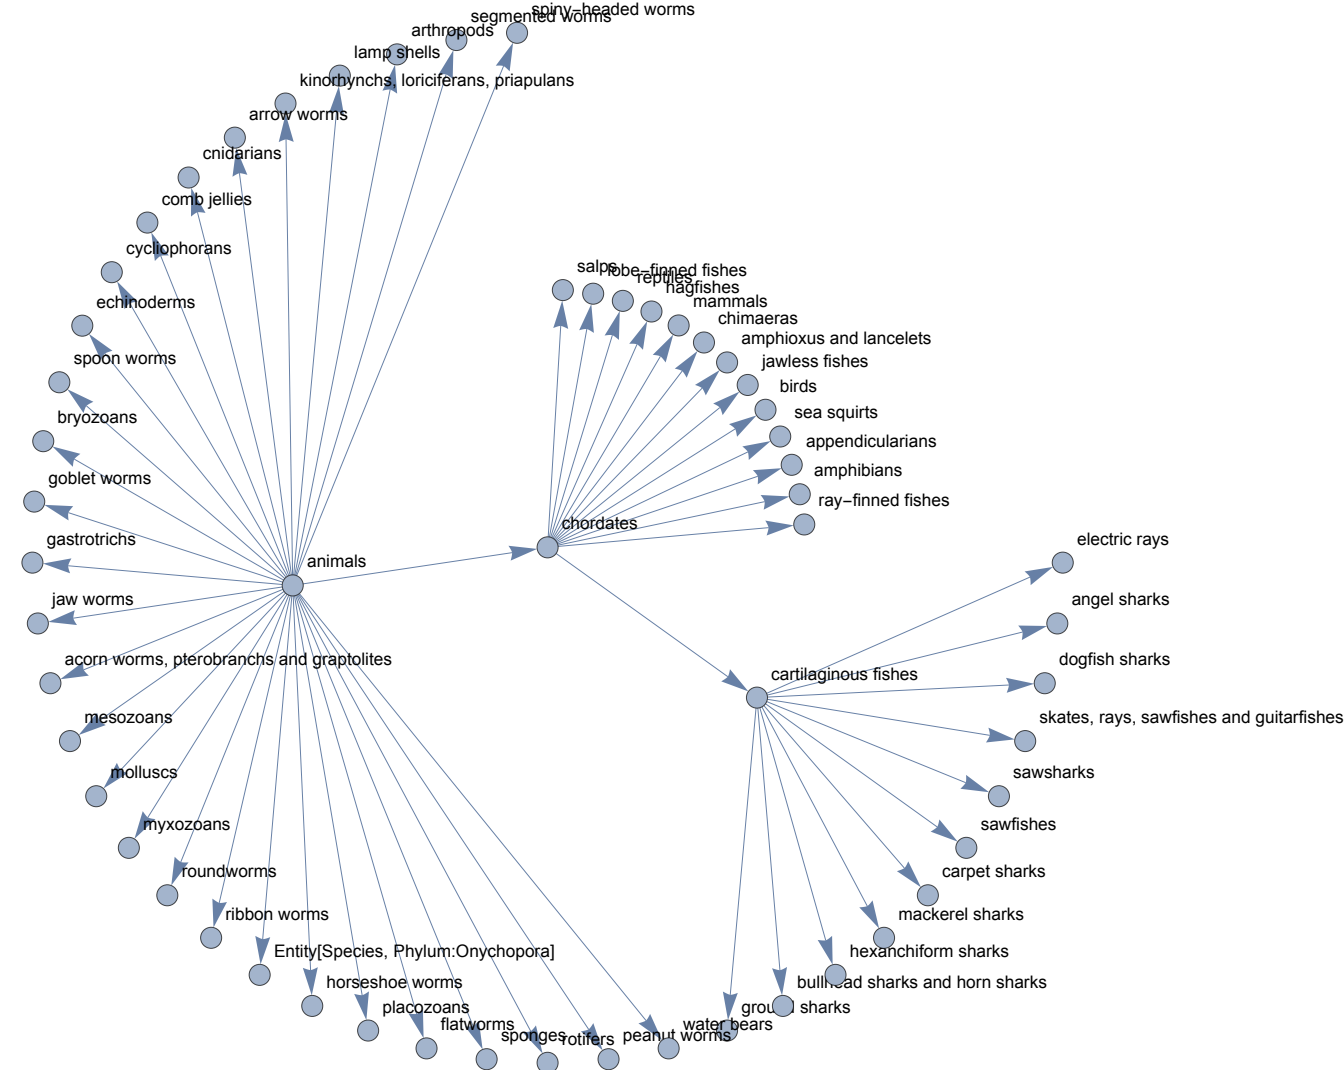 spiny-headed worms
segmented worms
arthropods
lamp shells
kinorhynchs, loriciferans, priapulans
arrow worms
cnidarians
comb jellies
cycliophorans
echinoderms
spoon worms
bryozoans
goblet worms
gastrotrichs
animals
jaw worms
acorn worms, pterobranchs and graptolites
mesozoans
molluscs
myxozoans
roundworms
ribbon worms
Entity[Species, Phylum:Onychopora]
horseshoe worms
placozoans
flatworms
sponges
rotifers
peanut worms
water bears
salps
lobe-finned fishes
reptiles
hagfishes
mammals
chimaeras
amphioxus and lancelets
jawless fishes
birds
sea squirts
appendicularians
amphibians
ray-finned fishes
chordates
cartilaginous fishes
electric rays
angel sharks
dogfish sharks
skates, rays, sawfishes and guitarfishes
sawsharks
sawfishes
carpet sharks
mackerel sharks
hexanchiform sharks
bullhead sharks and horn sharks
ground sharks